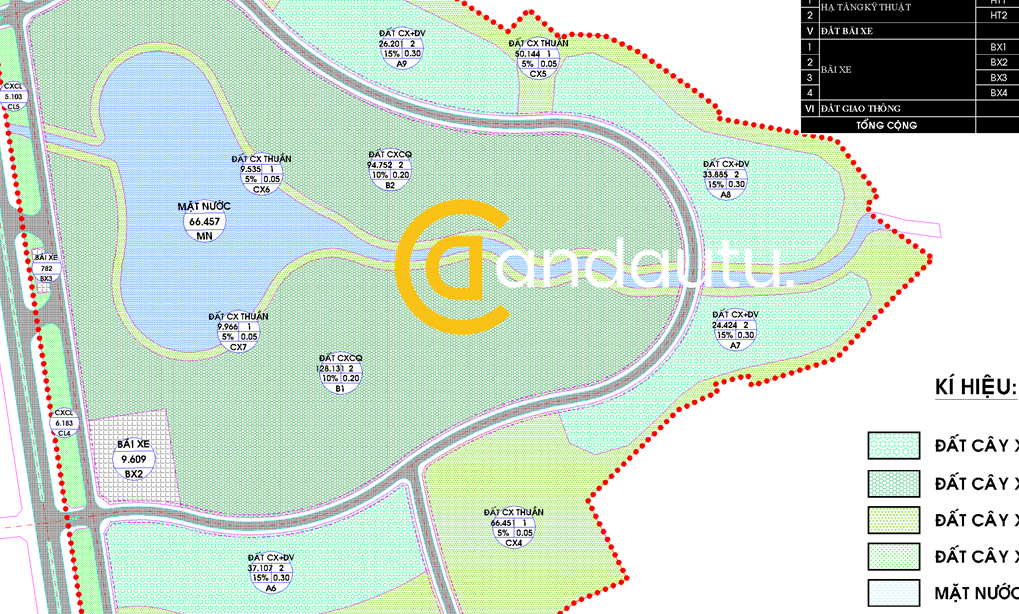 1 HẠ TẦNG KỸ THUẬT HT1
2 HT2
V ĐẤT BÃI XE
1 BX1
2 BÃI XE BX2
3 BX3
4 BX4
VI ĐẤT GIAO THÔNG
TỔNG CỘNG
ĐẤT CX+DV
26.201 2
15% 0.30
A9
ĐẤT CX THUẦN
50.144 1
5% 0.05
CX5
CXCL
5.103
CL5
ĐẤT CX THUẦN
9.535 1
5% 0.05
CX6
ĐẤT CXCQ
94.752 2
10% 0.20
B2
ĐẤT CX+DV
33.885 2
15% 0.30
A8
MẶT NƯỚC
66.457
MN
BÃI XE
782
BX3
andautu.
ĐẤT CX THUẦN
9.966 1
5% 0.05
CX7
ĐẤT CX+DV
24.424 2
15% 0.30
A7
ĐẤT CXCQ
128.131 2
10% 0.20
B1
CXCL
6.183
CL4
BÃI XE
9.609
BX2
ĐẤT CX THUẦN
66.451 1
5% 0.05
CX4
ĐẤT CX+DV
37.107 2
15% 0.30
A6
KÍ HIỆU:
ĐẤT CÂY X
ĐẤT CÂY X
ĐẤT CÂY X
ĐẤT CÂY X
MẶT NƯỚC